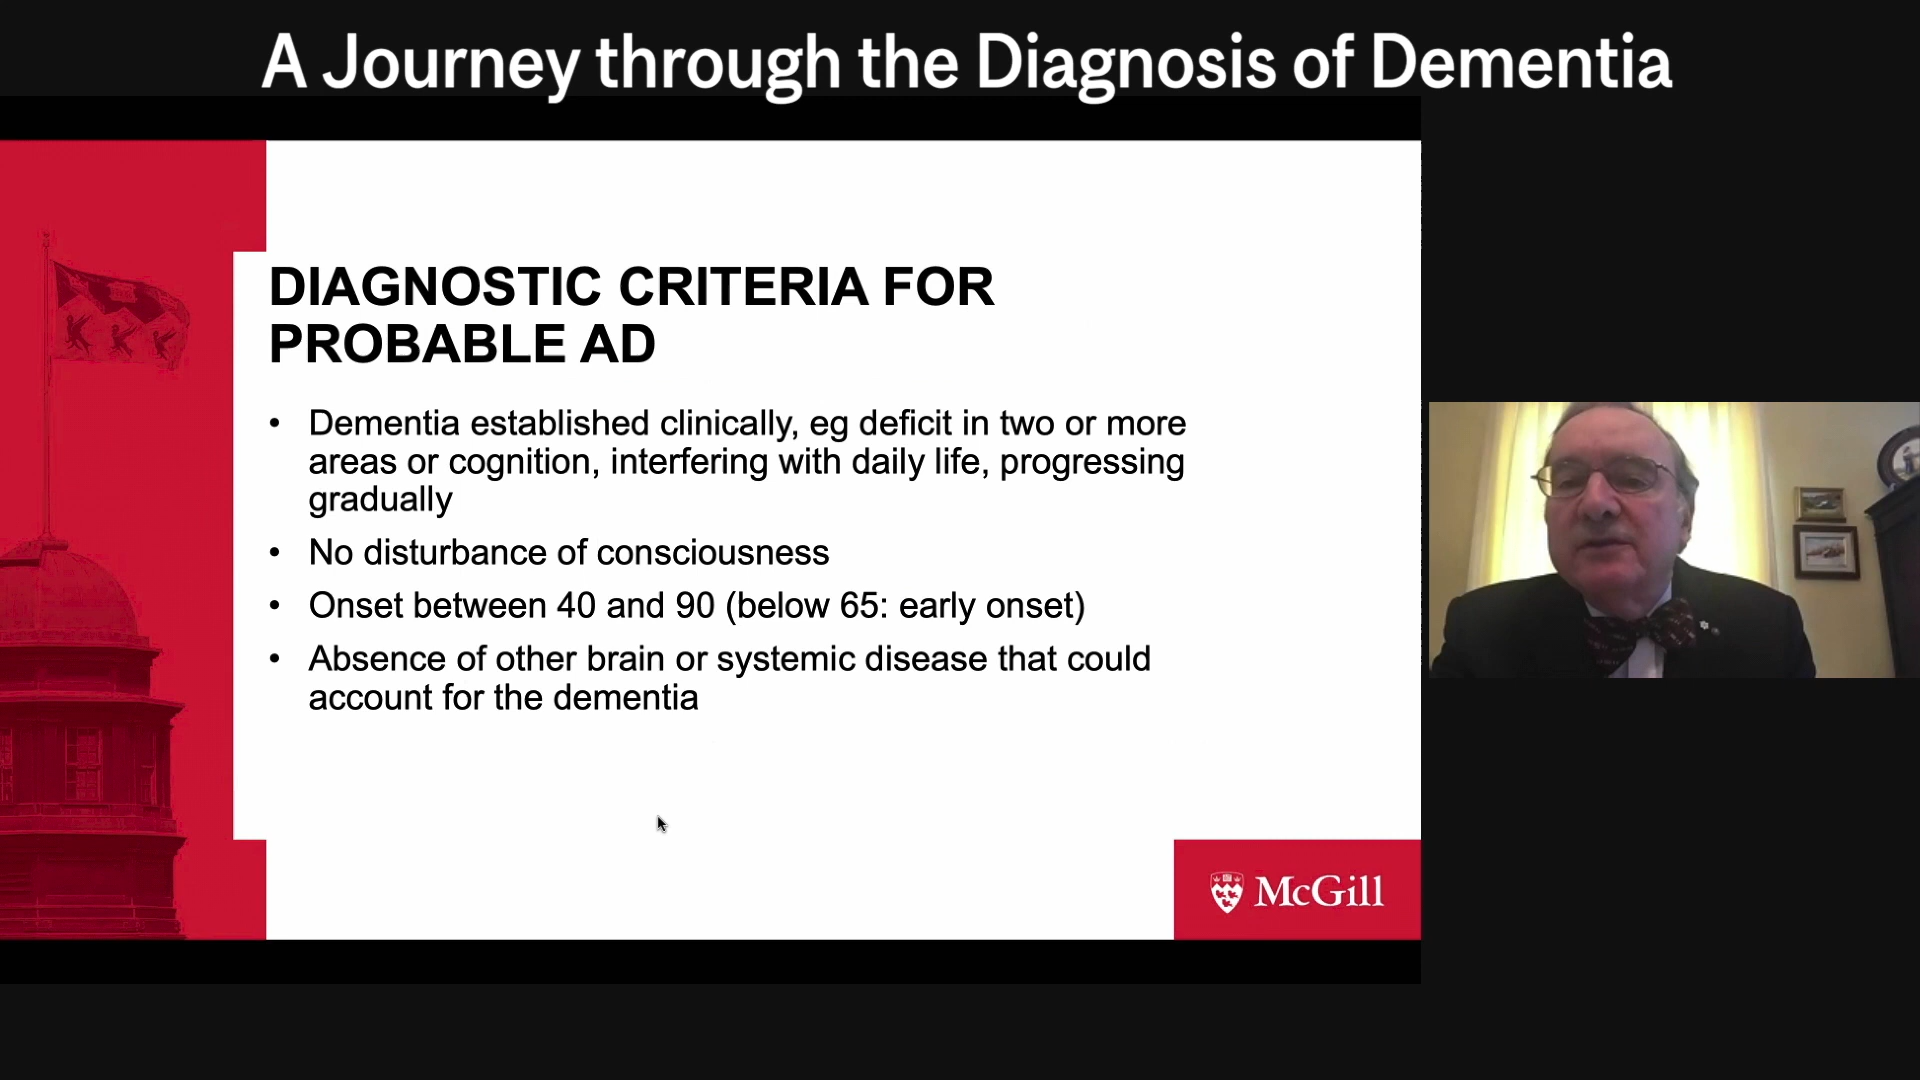 A Journey through the Diagnosis of Dementia
DIAGNOSTIC CRITERIA FOR
PROBABLE AD
• Dementia established clinically, eg deficit in two or more
areas or cognition, interfering with daily life, progressing
gradually
• No disturbance of consciousness
• Onset between 40 and 90 (below 65: early onset)
• Absence of other brain or systemic disease that could
account for the dementia
McGill